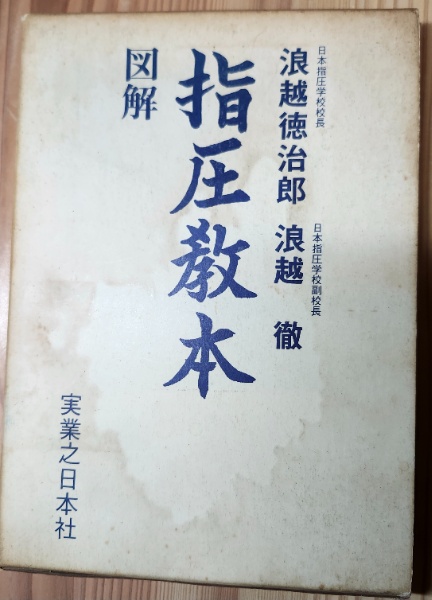 日本指圧学校校長
浪越徳治郎
日本指圧学校副校長
浪越 徹
指圧教本
図解
実業之日本社